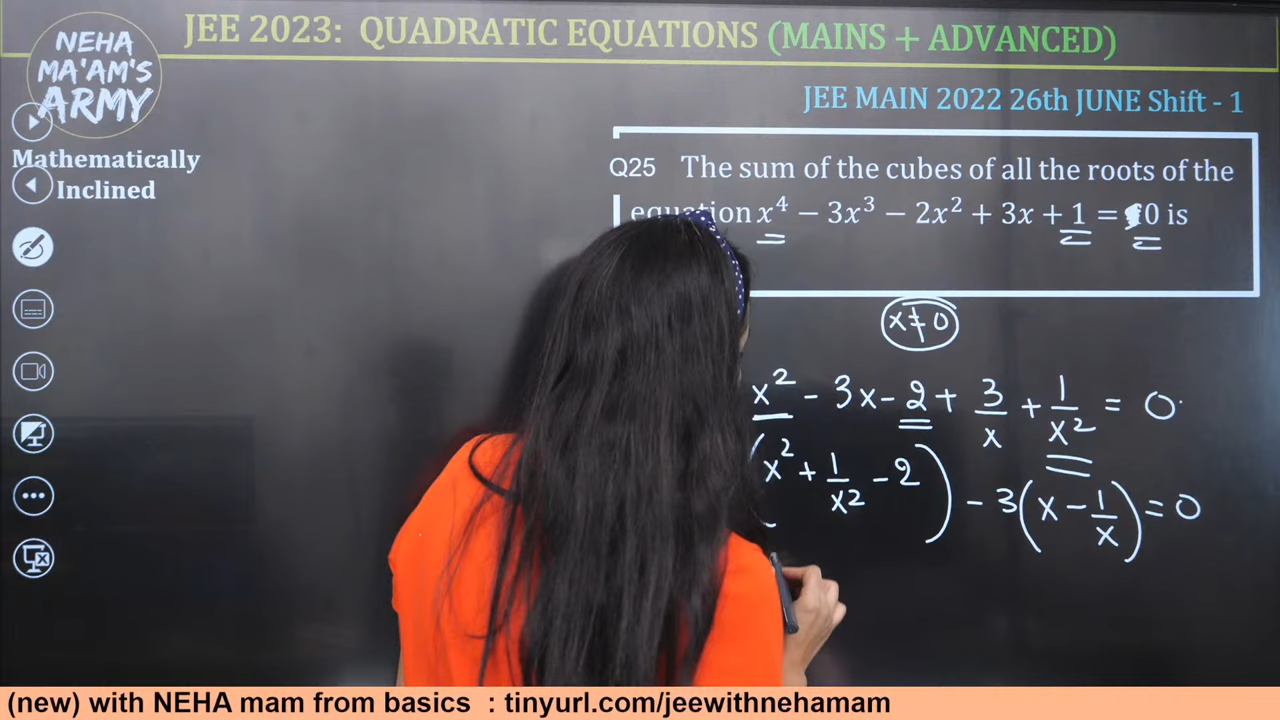 JEE 2023: QUADRATIC EQUATIONS (MAINS + ADVANCED)
NEHA
MA'AM'S
ARMY
Mathematically
Inclined
JEE MAIN 2022 26th JUNE Shift - 1
Q25 The sum of the cubes of all the roots of the
equation x⁴ − 3x³ − 2x² + 3x + 1 = 0 is
x ≠ 0
x² - 3x - 2 + 3/x + 1/x² = 0
(x² + 1/x² - 2) - 3(x - 1/x) = 0
(new) with NEHA mam from basics : tinyurl.com/jeewithnehamam